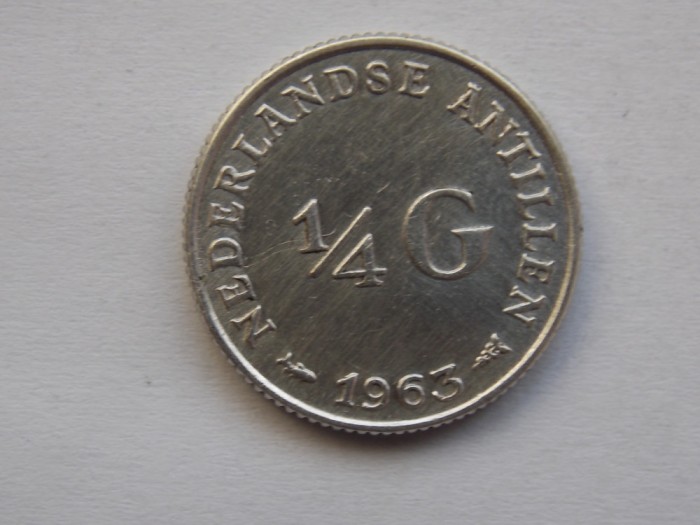 NEDERLANDSE ANTILLEN
1/4 G
1963